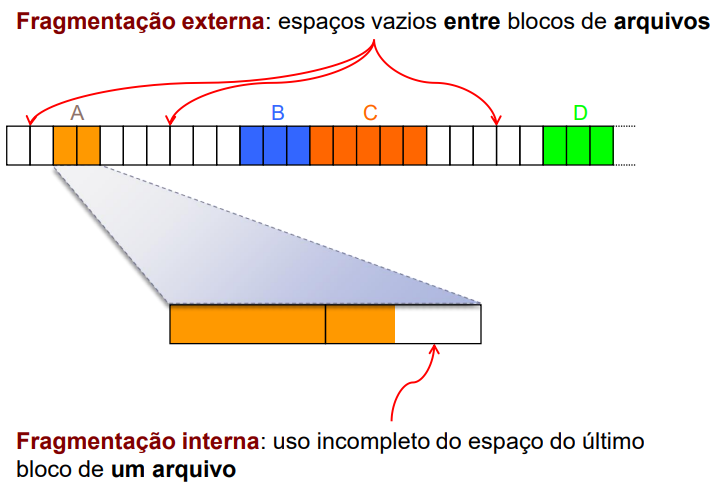 Fragmentação externa: espaços vazios entre blocos de arquivos
A B C D
Fragmentação interna: uso incompleto do espaço do último
bloco de um arquivo